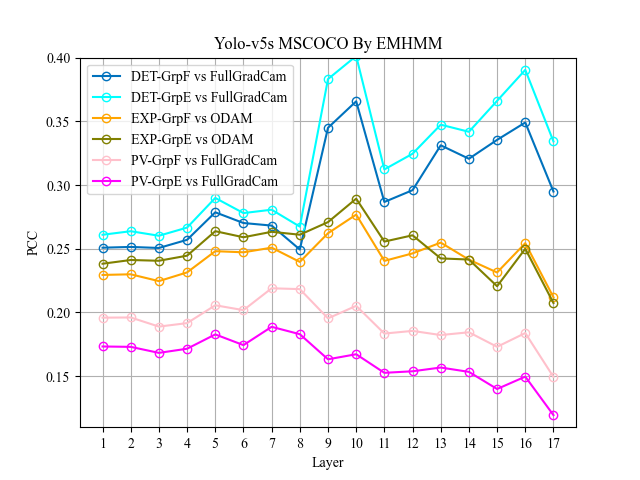 Yolo-v5s MSCOCO By EMHMM
0.40
DET-GrpF vs FullGradCam
DET-GrpE vs FullGradCam
EXP-GrpF vs ODAM
EXP-GrpE vs ODAM
PV-GrpF vs FullGradCam
PV-GrpE vs FullGradCam
0.35
0.30
0.25
0.20
0.15
PCC
1 2 3 4 5 6 7 8 9 10 11 12 13 14 15 16 17
Layer